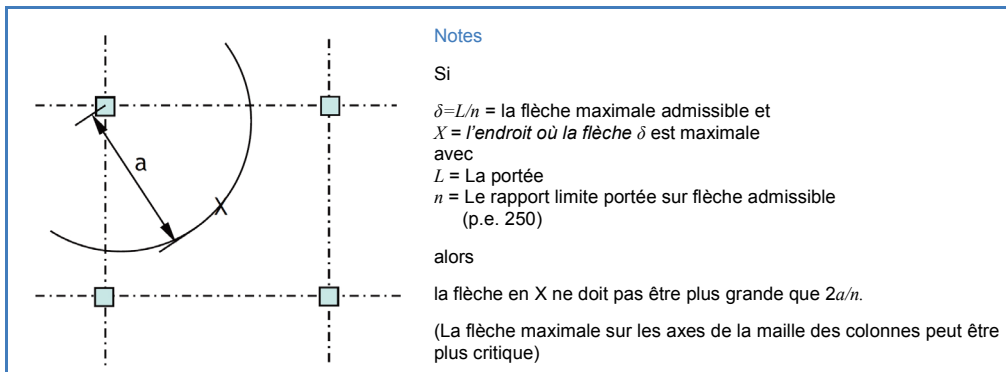 a
X
Notes
Si
δ=L/n = la flèche maximale admissible et
X = l'endroit où la flèche δ est maximale
avec
L = La portée
n = Le rapport limite portée sur flèche admissible
(p.e. 250)
alors
la flèche en X ne doit pas être plus grande que 2a/n.
(La flèche maximale sur les axes de la maille des colonnes peut être
plus critique)